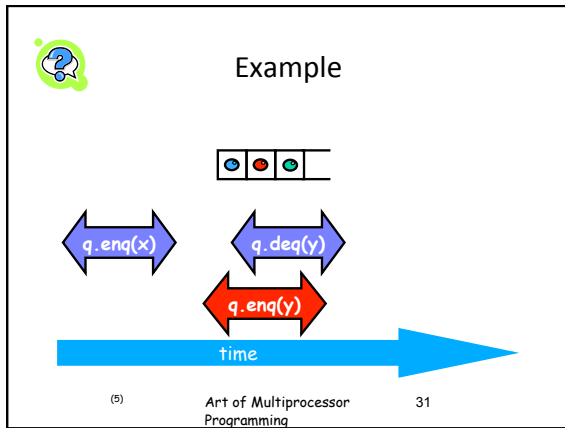 Example
q.enq(x)
q.deq(y)
q.enq(y)
time
(5)
Art of Multiprocessor
Programming
31